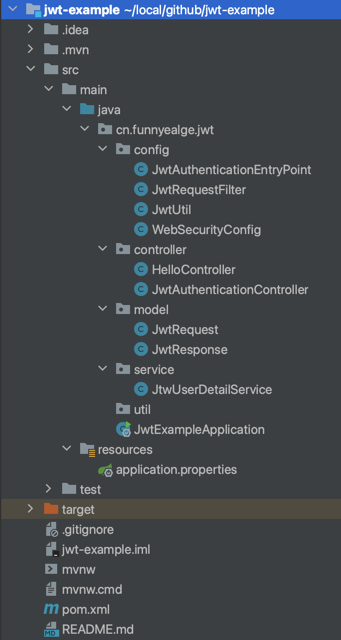 jwt-example ~/local/github/jwt-example
.idea
.mvn
src
main
java
cn.funnyealge.jwt
config
JwtAuthenticationEntryPoint
JwtRequestFilter
JwtUtil
WebSecurityConfig
controller
HelloController
JwtAuthenticationController
model
JwtRequest
JwtResponse
service
JtwUserDetailService
util
JwtExampleApplication
resources
application.properties
test
target
.gitignore
jwt-example.iml
mvnw
mvnw.cmd
pom.xml
README.md